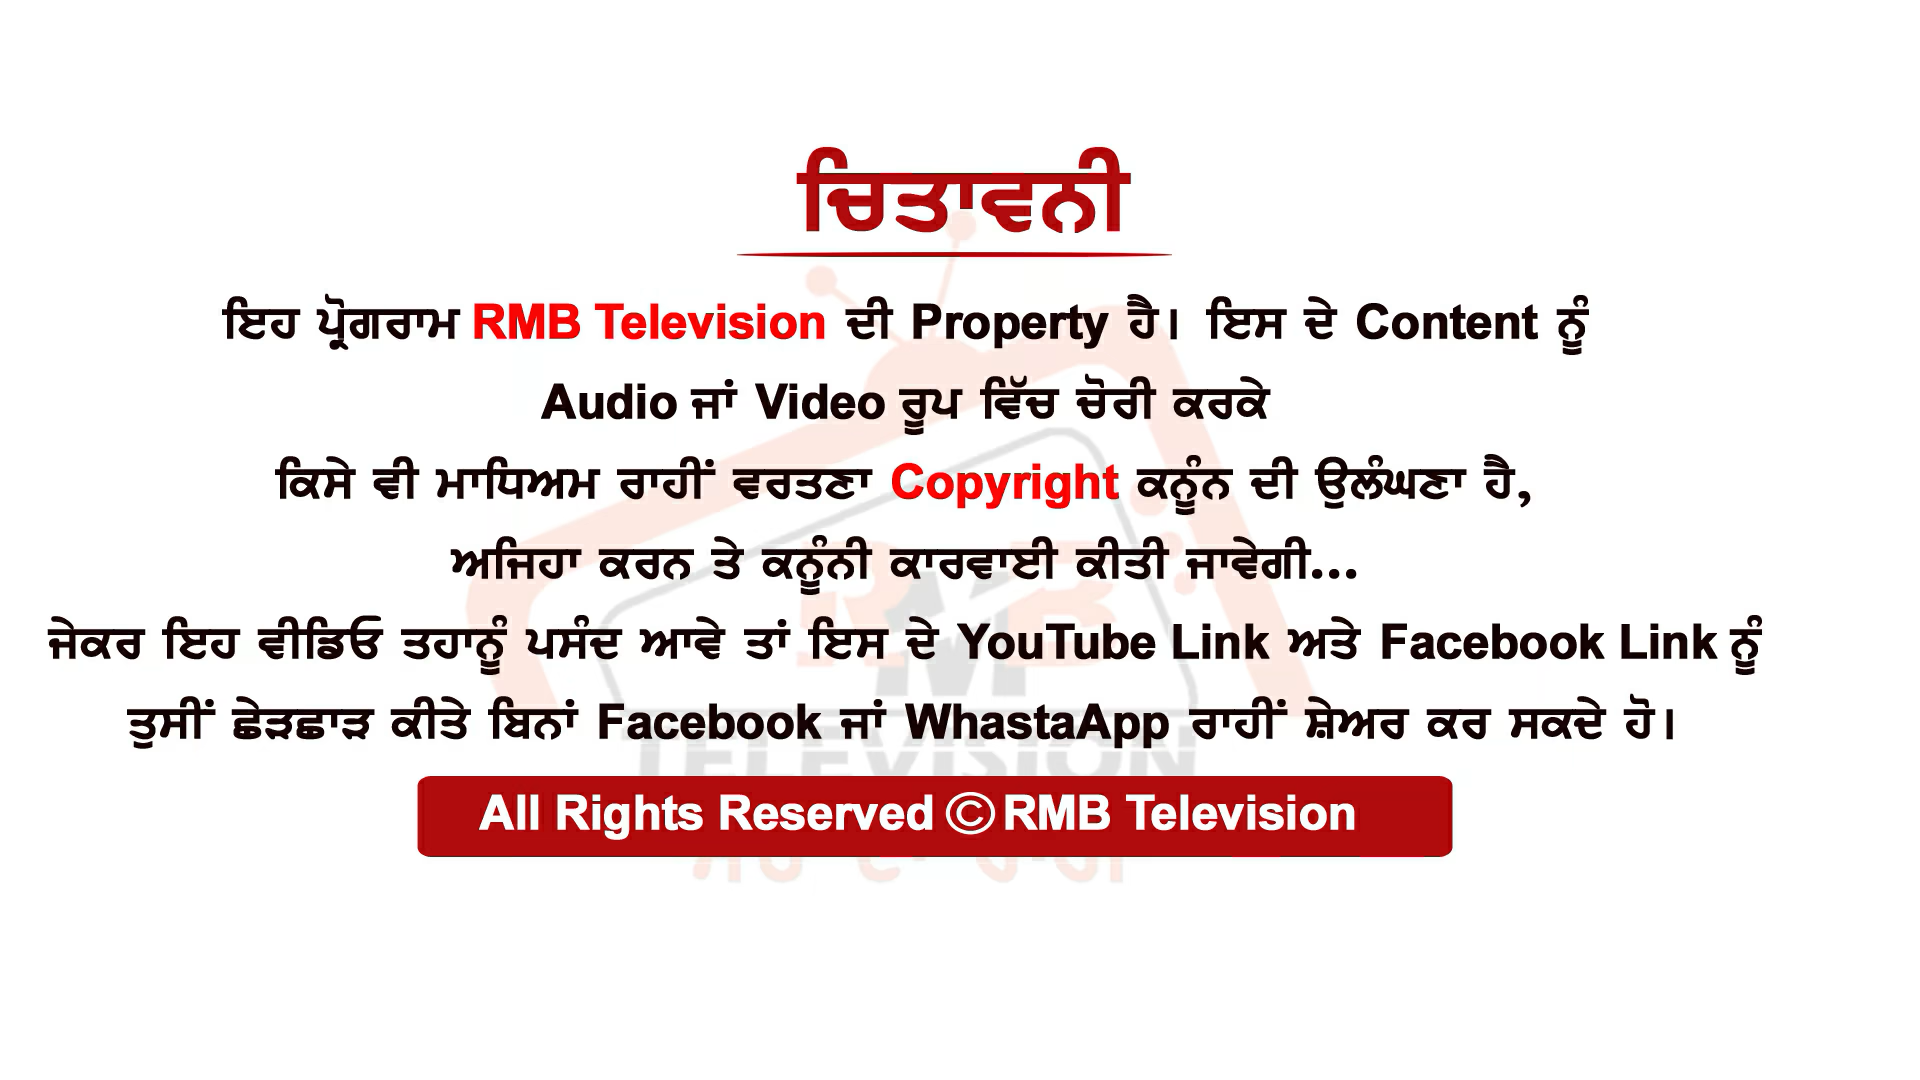 ਚਿਤਾਵਨੀ
ਇਹ ਪ੍ਰੋਗਰਾਮ RMB Television ਦੀ Property ਹੈ। ਇਸ ਦੇ Content ਨੂੰ
Audio ਜਾਂ Video ਰੂਪ ਵਿੱਚ ਚੋਰੀ ਕਰਕੇ
ਕਿਸੇ ਵੀ ਮਾਧਿਅਮ ਰਾਹੀਂ ਵਰਤਣਾ Copyright ਕਨੂੰਨ ਦੀ ਉਲੰਘਣਾ ਹੈ,
ਅਜਿਹਾ ਕਰਨ ਤੇ ਕਨੂੰਨੀ ਕਾਰਵਾਈ ਕੀਤੀ ਜਾਵੇਗੀ...
ਜੇਕਰ ਇਹ ਵੀਡਿਓ ਤਹਾਨੂੰ ਪਸੰਦ ਆਵੇ ਤਾਂ ਇਸ ਦੇ YouTube Link ਅਤੇ Facebook Link ਨੂੰ
ਤੁਸੀਂ ਛੇੜਛਾੜ ਕੀਤੇ ਬਿਨਾਂ Facebook ਜਾਂ WhastaApp ਰਾਹੀਂ ਸ਼ੇਅਰ ਕਰ ਸਕਦੇ ਹੋ।
RMB
TELEVISION
All Rights Reserved © RMB Television